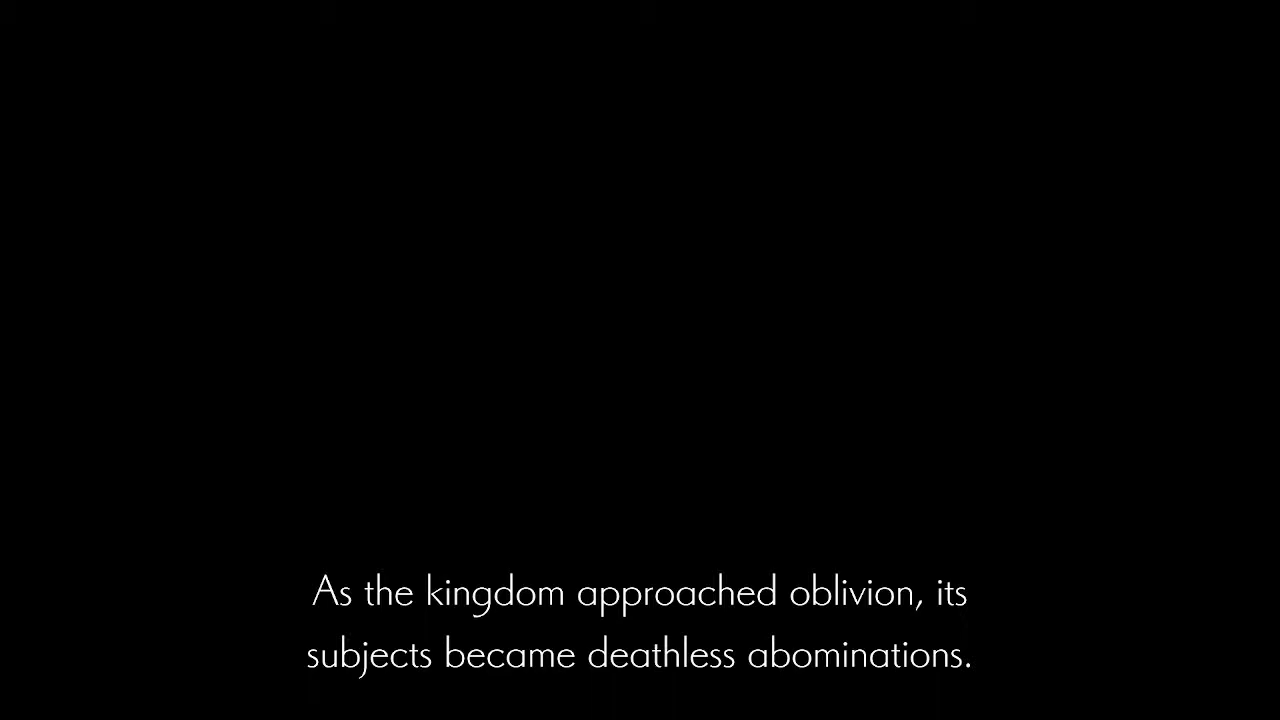 As the kingdom approached oblivion, its
subjects became deathless abominations.